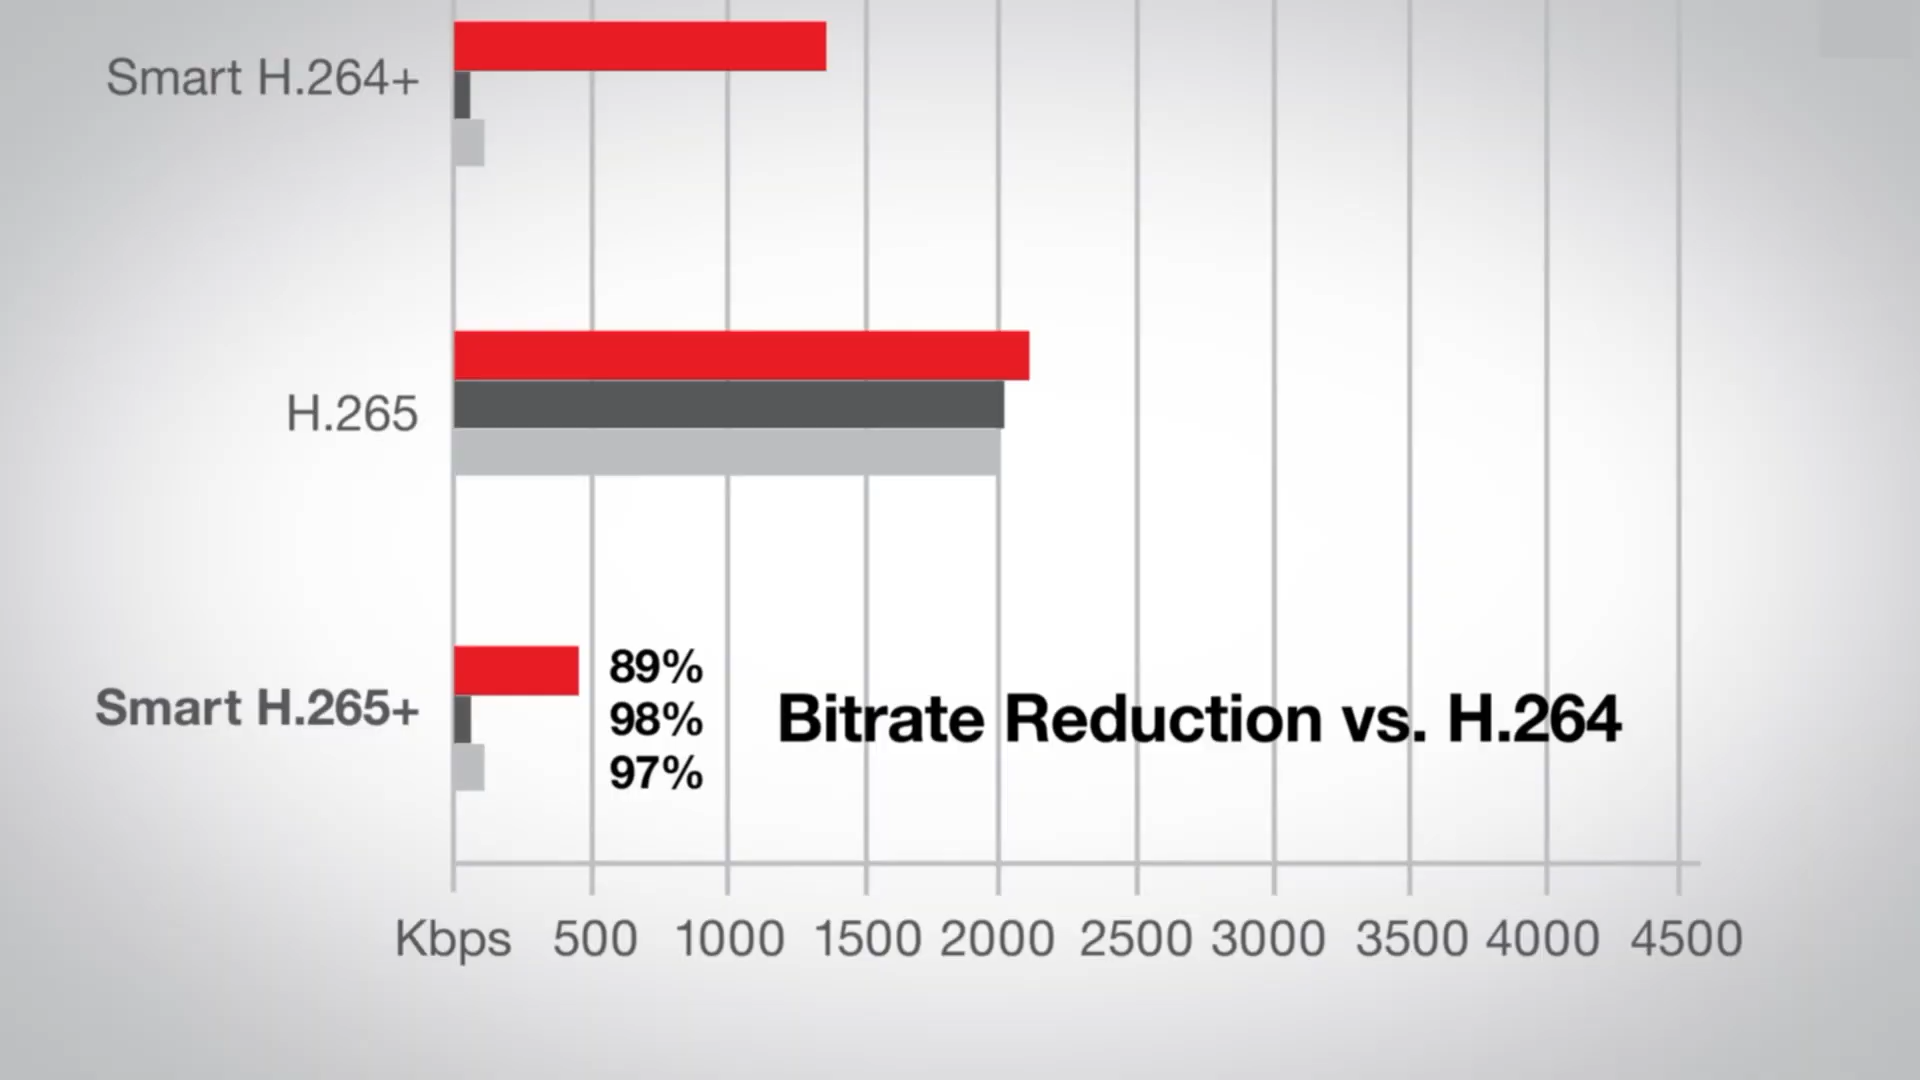 Smart H.264+
H.265
Smart H.265+
89%
98%
97%
Bitrate Reduction vs. H.264
Kbps 500 1000 1500 2000 2500 3000 3500 4000 4500